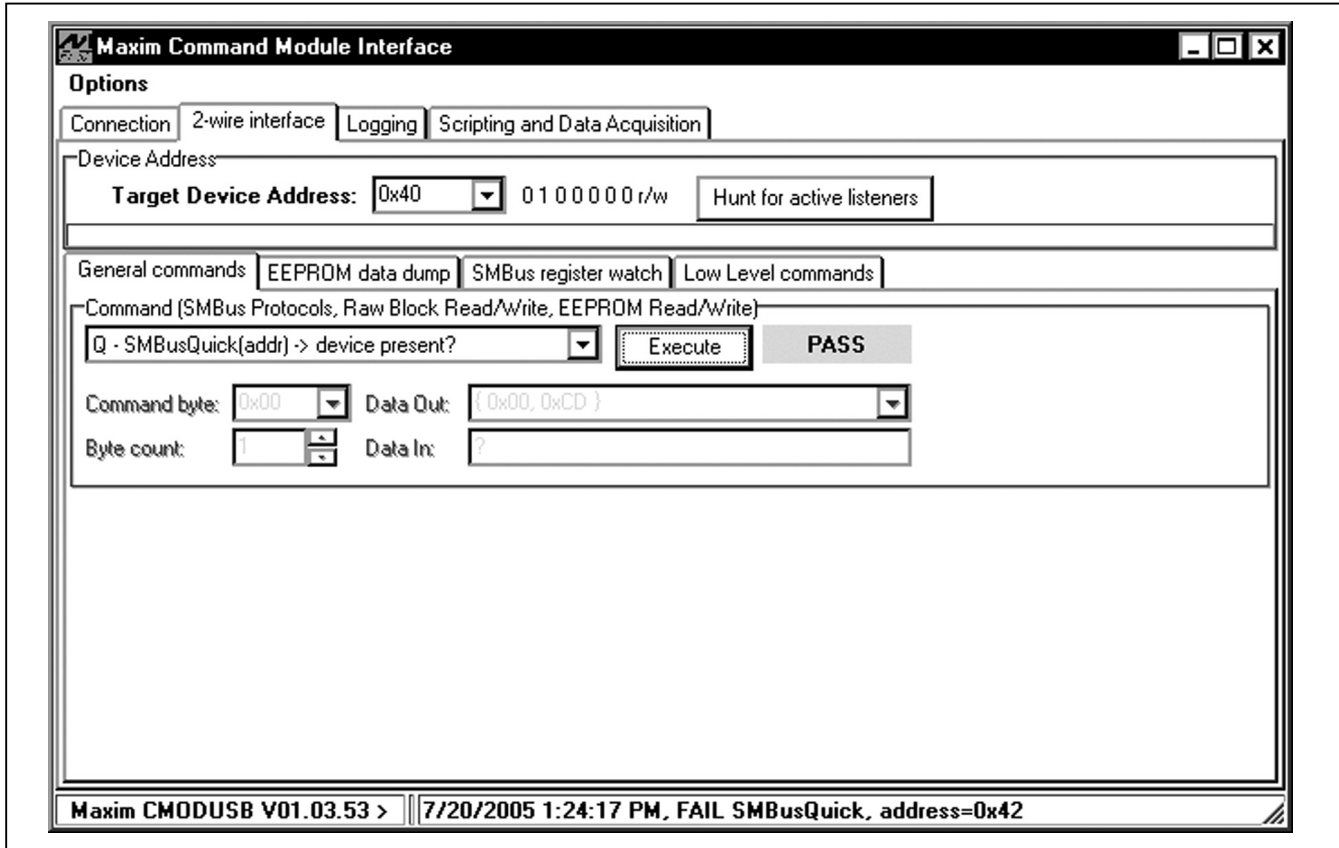 Maxim Command Module Interface
Options
Connection 2-wire interface Logging Scripting and Data Acquisition
Device Address
Target Device Address: 0x40 0 1 0 0 0 0 0 r/w Hunt for active listeners
General commands EEPROM data dump SMBus register watch Low Level commands
Command (SMBus Protocols, Raw Block Read/Write, EEPROM Read/Write)
Q - SMBusQuick(addr) -> device present? Execute PASS
Command byte: 0x00 Data Out: { 0x00, 0xCD }
Byte count: 1 Data In: ?
Maxim CMODUSB V01.03.53 > 7/20/2005 1:24:17 PM, FAIL SMBusQuick, address=0x42